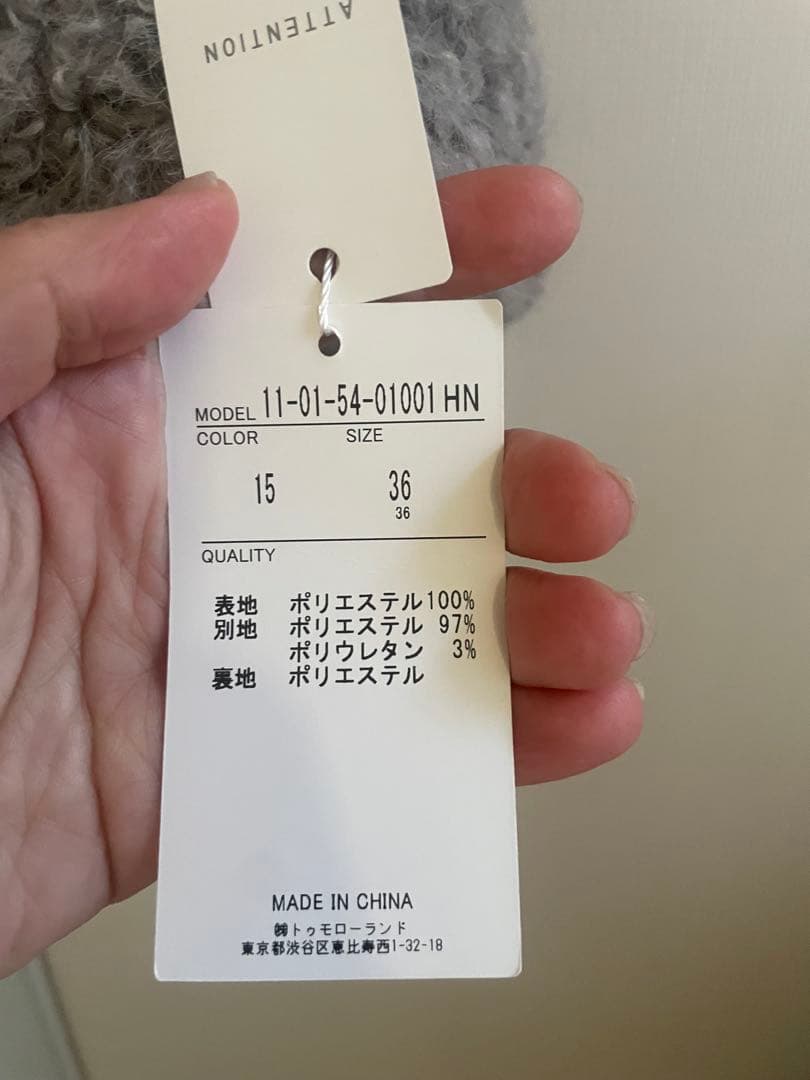 ATTENTION
MODEL 11-01-54-01001 HN
COLOR SIZE
15 36
36
QUALITY
表地 ポリエステル100%
別地 ポリエステル 97%
ポリウレタン 3%
裏地 ポリエステル
MADE IN CHINA
㈱トゥモローランド
東京都渋谷区恵比寿西1-32-18